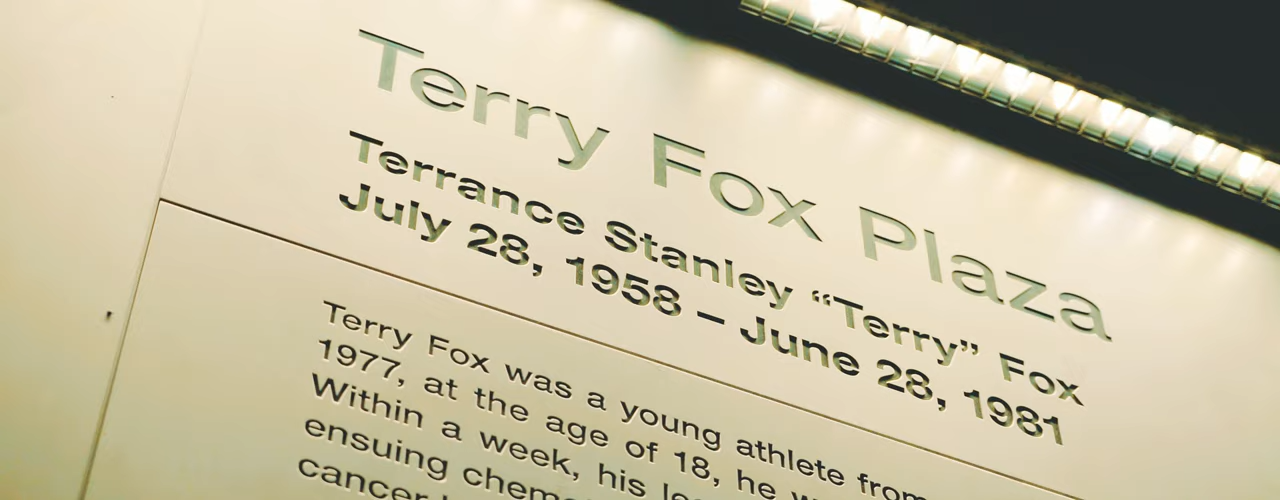 Terry Fox Plaza
Terrance Stanley “Terry” Fox
July 28, 1958 – June 28, 1981
Terry Fox was a young athlete from
1977, at the age of 18, he
Within a week, his
ensuing
cancer